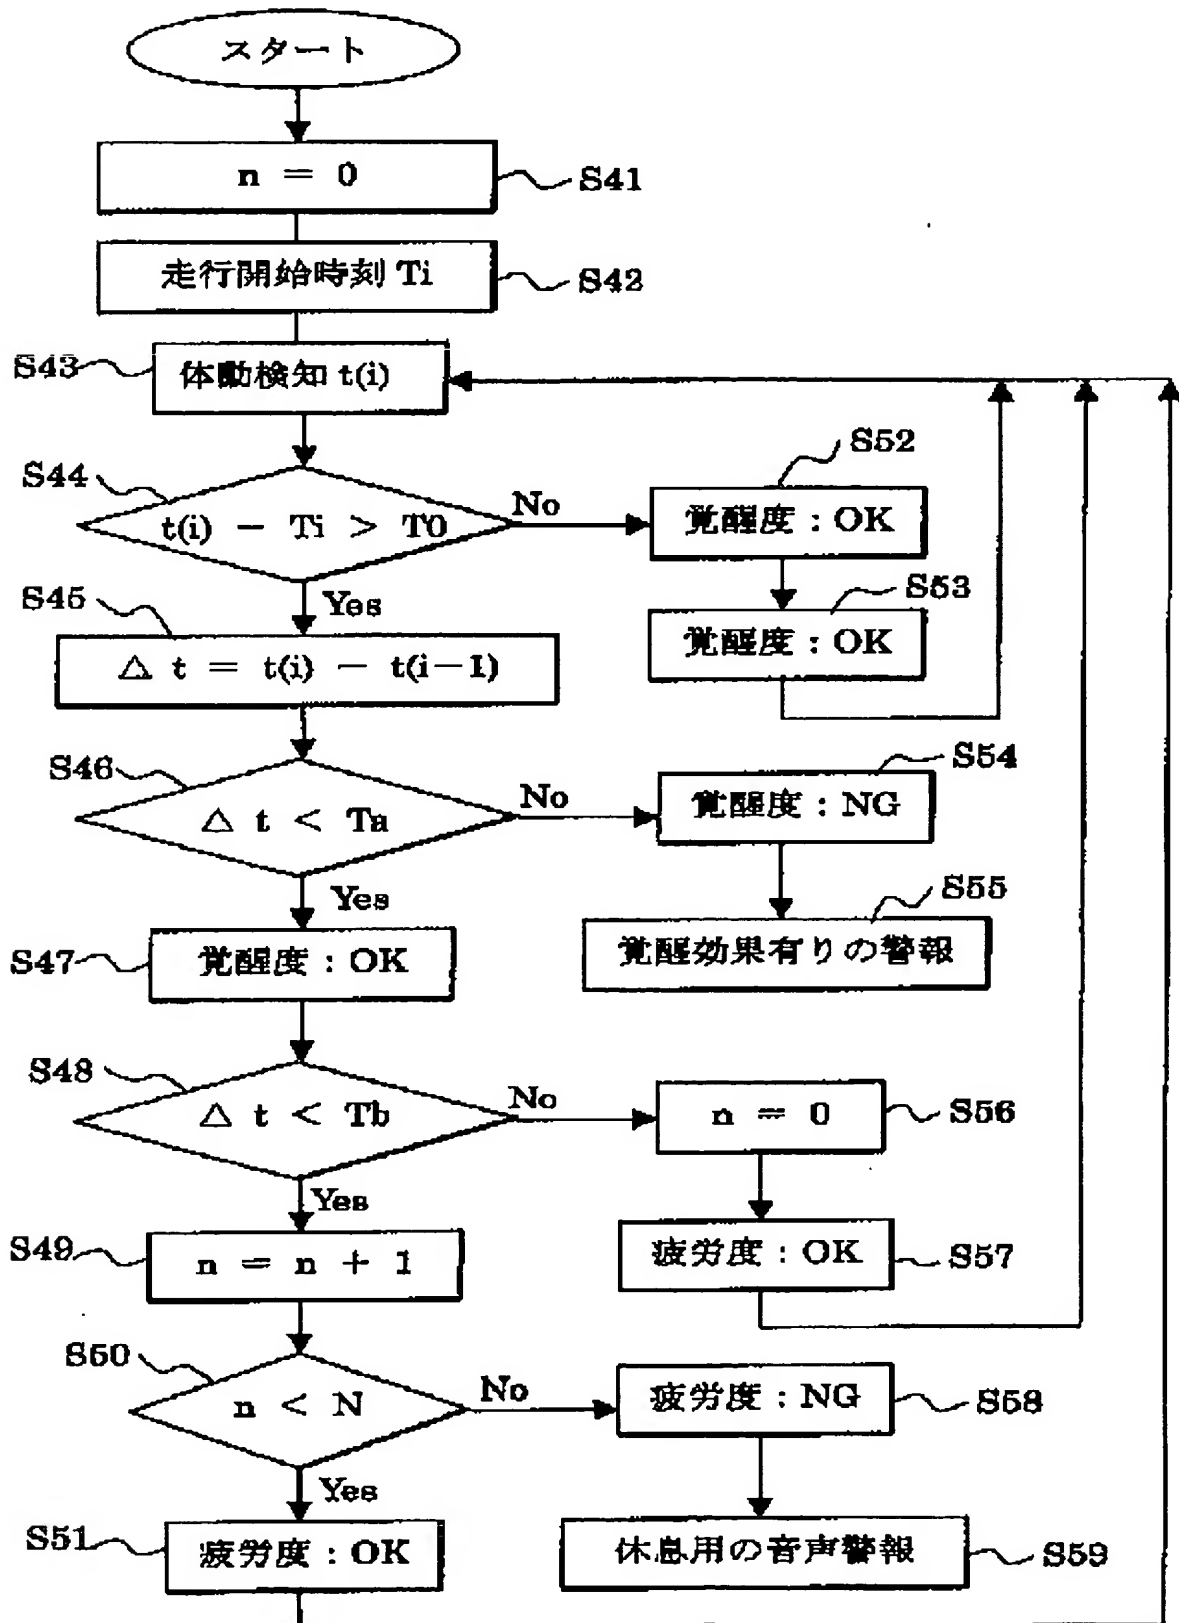 スタート
n = 0
S41
走行開始時刻 Ti
S42
S43
体動検知 t(i)
S44
t(i) - Ti > T0
No
S52
覚醒度：OK
S53
覚醒度：OK
Yes
S45
△ t = t(i) - t(i-1)
S46
△ t < Ta
No
S54
覚醒度：NG
S55
覚醒効果有りの警報
Yes
S47
覚醒度：OK
S48
△ t < Tb
No
n = 0
S56
Yes
S49
n = n + 1
疲労度：OK
S57
S50
n < N
No
疲労度：NG
S58
Yes
S51
疲労度：OK
休息用の音声警報
S59